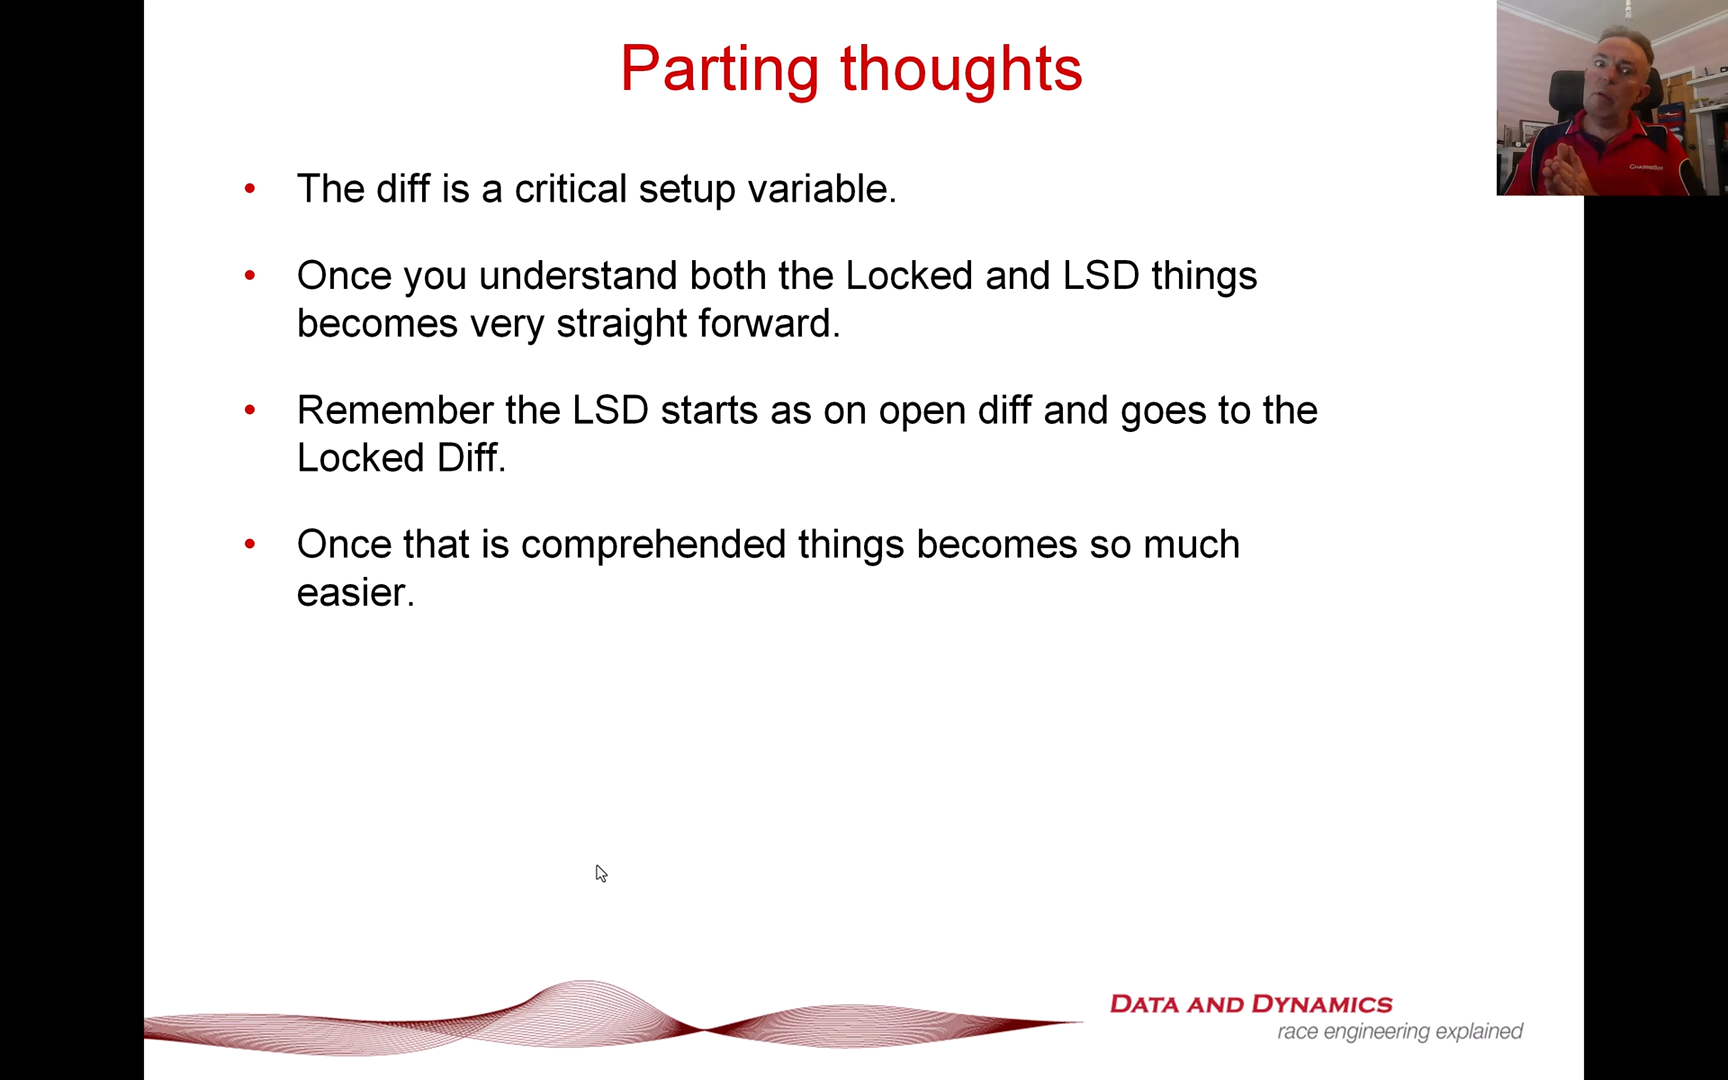 Parting thoughts
• The diff is a critical setup variable.
• Once you understand both the Locked and LSD things
becomes very straight forward.
• Remember the LSD starts as on open diff and goes to the
Locked Diff.
• Once that is comprehended things becomes so much
easier.
CHASSISSIM
DATA AND DYNAMICS
race engineering explained